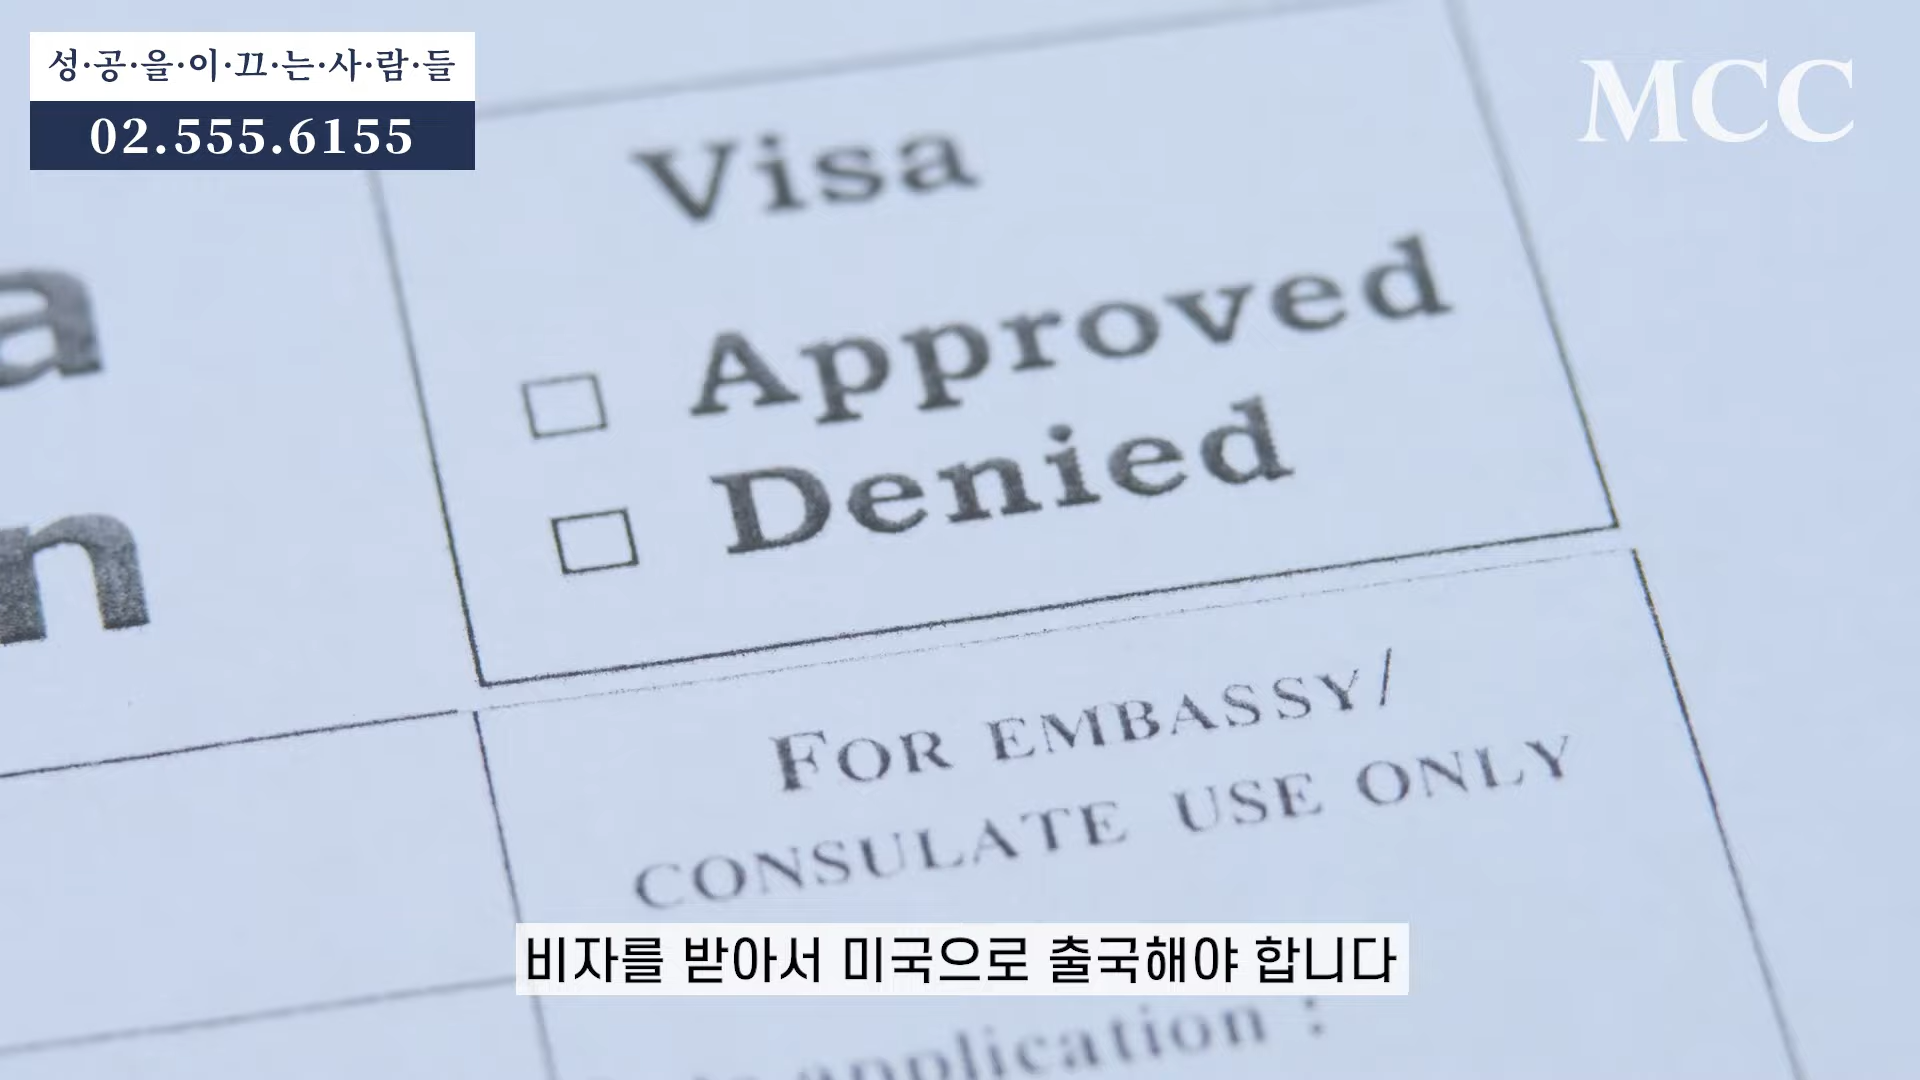 성·공·을·이·끄·는·사·람·들
02.555.6155
MCC
a
n
Visa
Approved
Denied
FOR EMBASSY/
CONSULATE USE ONLY
비자를 받아서 미국으로 출국해야 합니다
application :